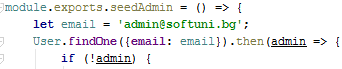 module.exports.seedAdmin = () => {
    let email = 'admin@softuni.bg';
    User.findOne({email: email}).then(admin => {
        if (!admin) {